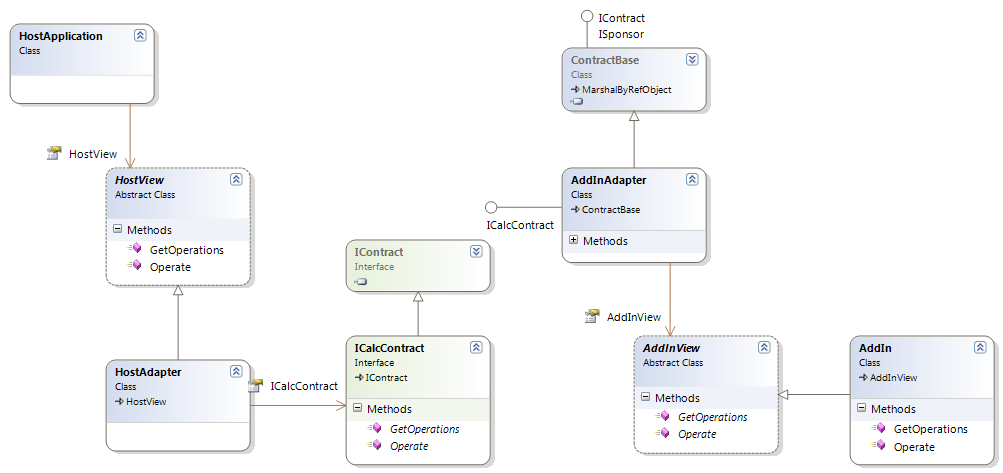 HostApplication
Class
HostView
HostView
Abstract Class
Methods
GetOperations
Operate
HostAdapter
Class
HostView
ICalcContract
IContract
Interface
ICalcContract
Interface
IContract
Methods
GetOperations
Operate
IContract
ISponsor
ContractBase
Class
MarshalByRefObject
AddInAdapter
Class
ContractBase
Methods
ICalcContract
AddInView
AddInView
Abstract Class
Methods
GetOperations
Operate
AddIn
Class
AddInView
Methods
GetOperations
Operate